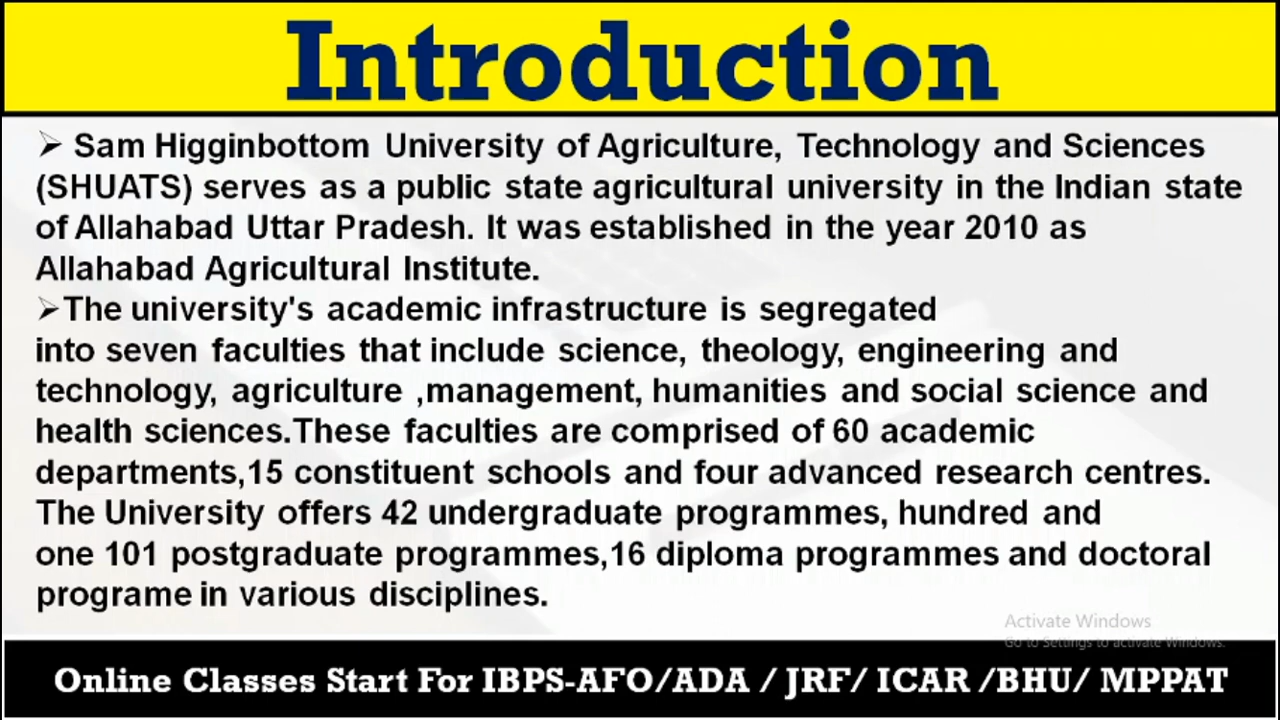 Introduction
➢ Sam Higginbottom University of Agriculture, Technology and Sciences
(SHUATS) serves as a public state agricultural university in the Indian state
of Allahabad Uttar Pradesh. It was established in the year 2010 as
Allahabad Agricultural Institute.
➢The university's academic infrastructure is segregated
into seven faculties that include science, theology, engineering and
technology, agriculture ,management, humanities and social science and
health sciences.These faculties are comprised of 60 academic
departments,15 constituent schools and four advanced research centres.
The University offers 42 undergraduate programmes, hundred and
one 101 postgraduate programmes,16 diploma programmes and doctoral
programe in various disciplines.
Activate Windows
Go to Settings to activate Windows.
Online Classes Start For IBPS-AFO/ADA / JRF/ ICAR /BHU/ MPPAT